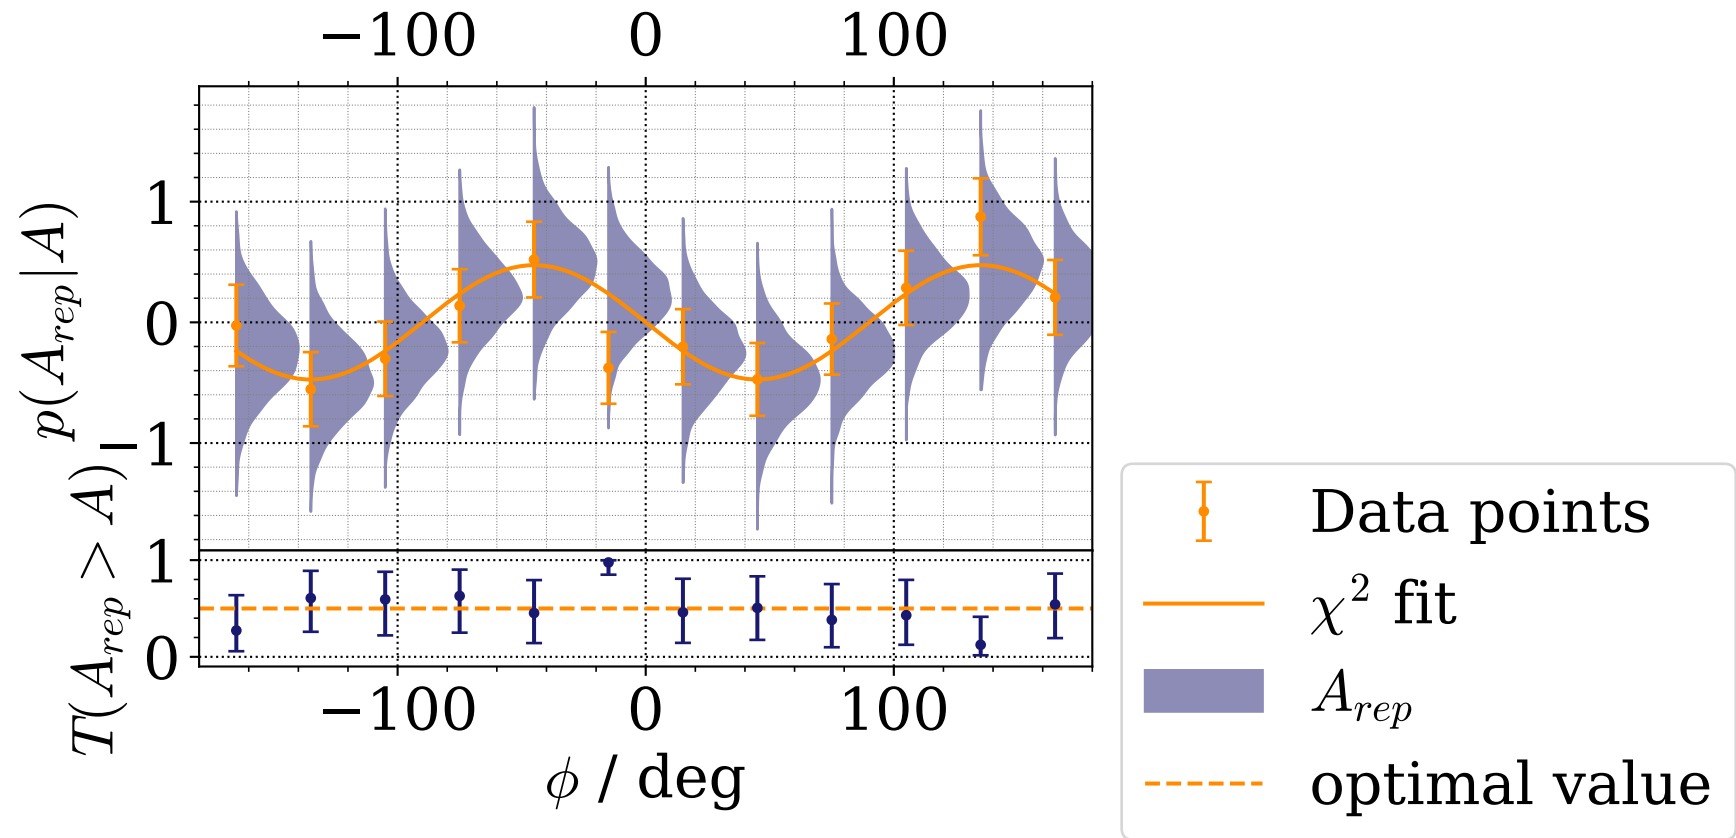 −100 0 100
p(A_rep|A)
1
0
−1
T(A_rep > A)
1
0
−100 0 100
ϕ / deg
Data points
χ² fit
A_rep
optimal value